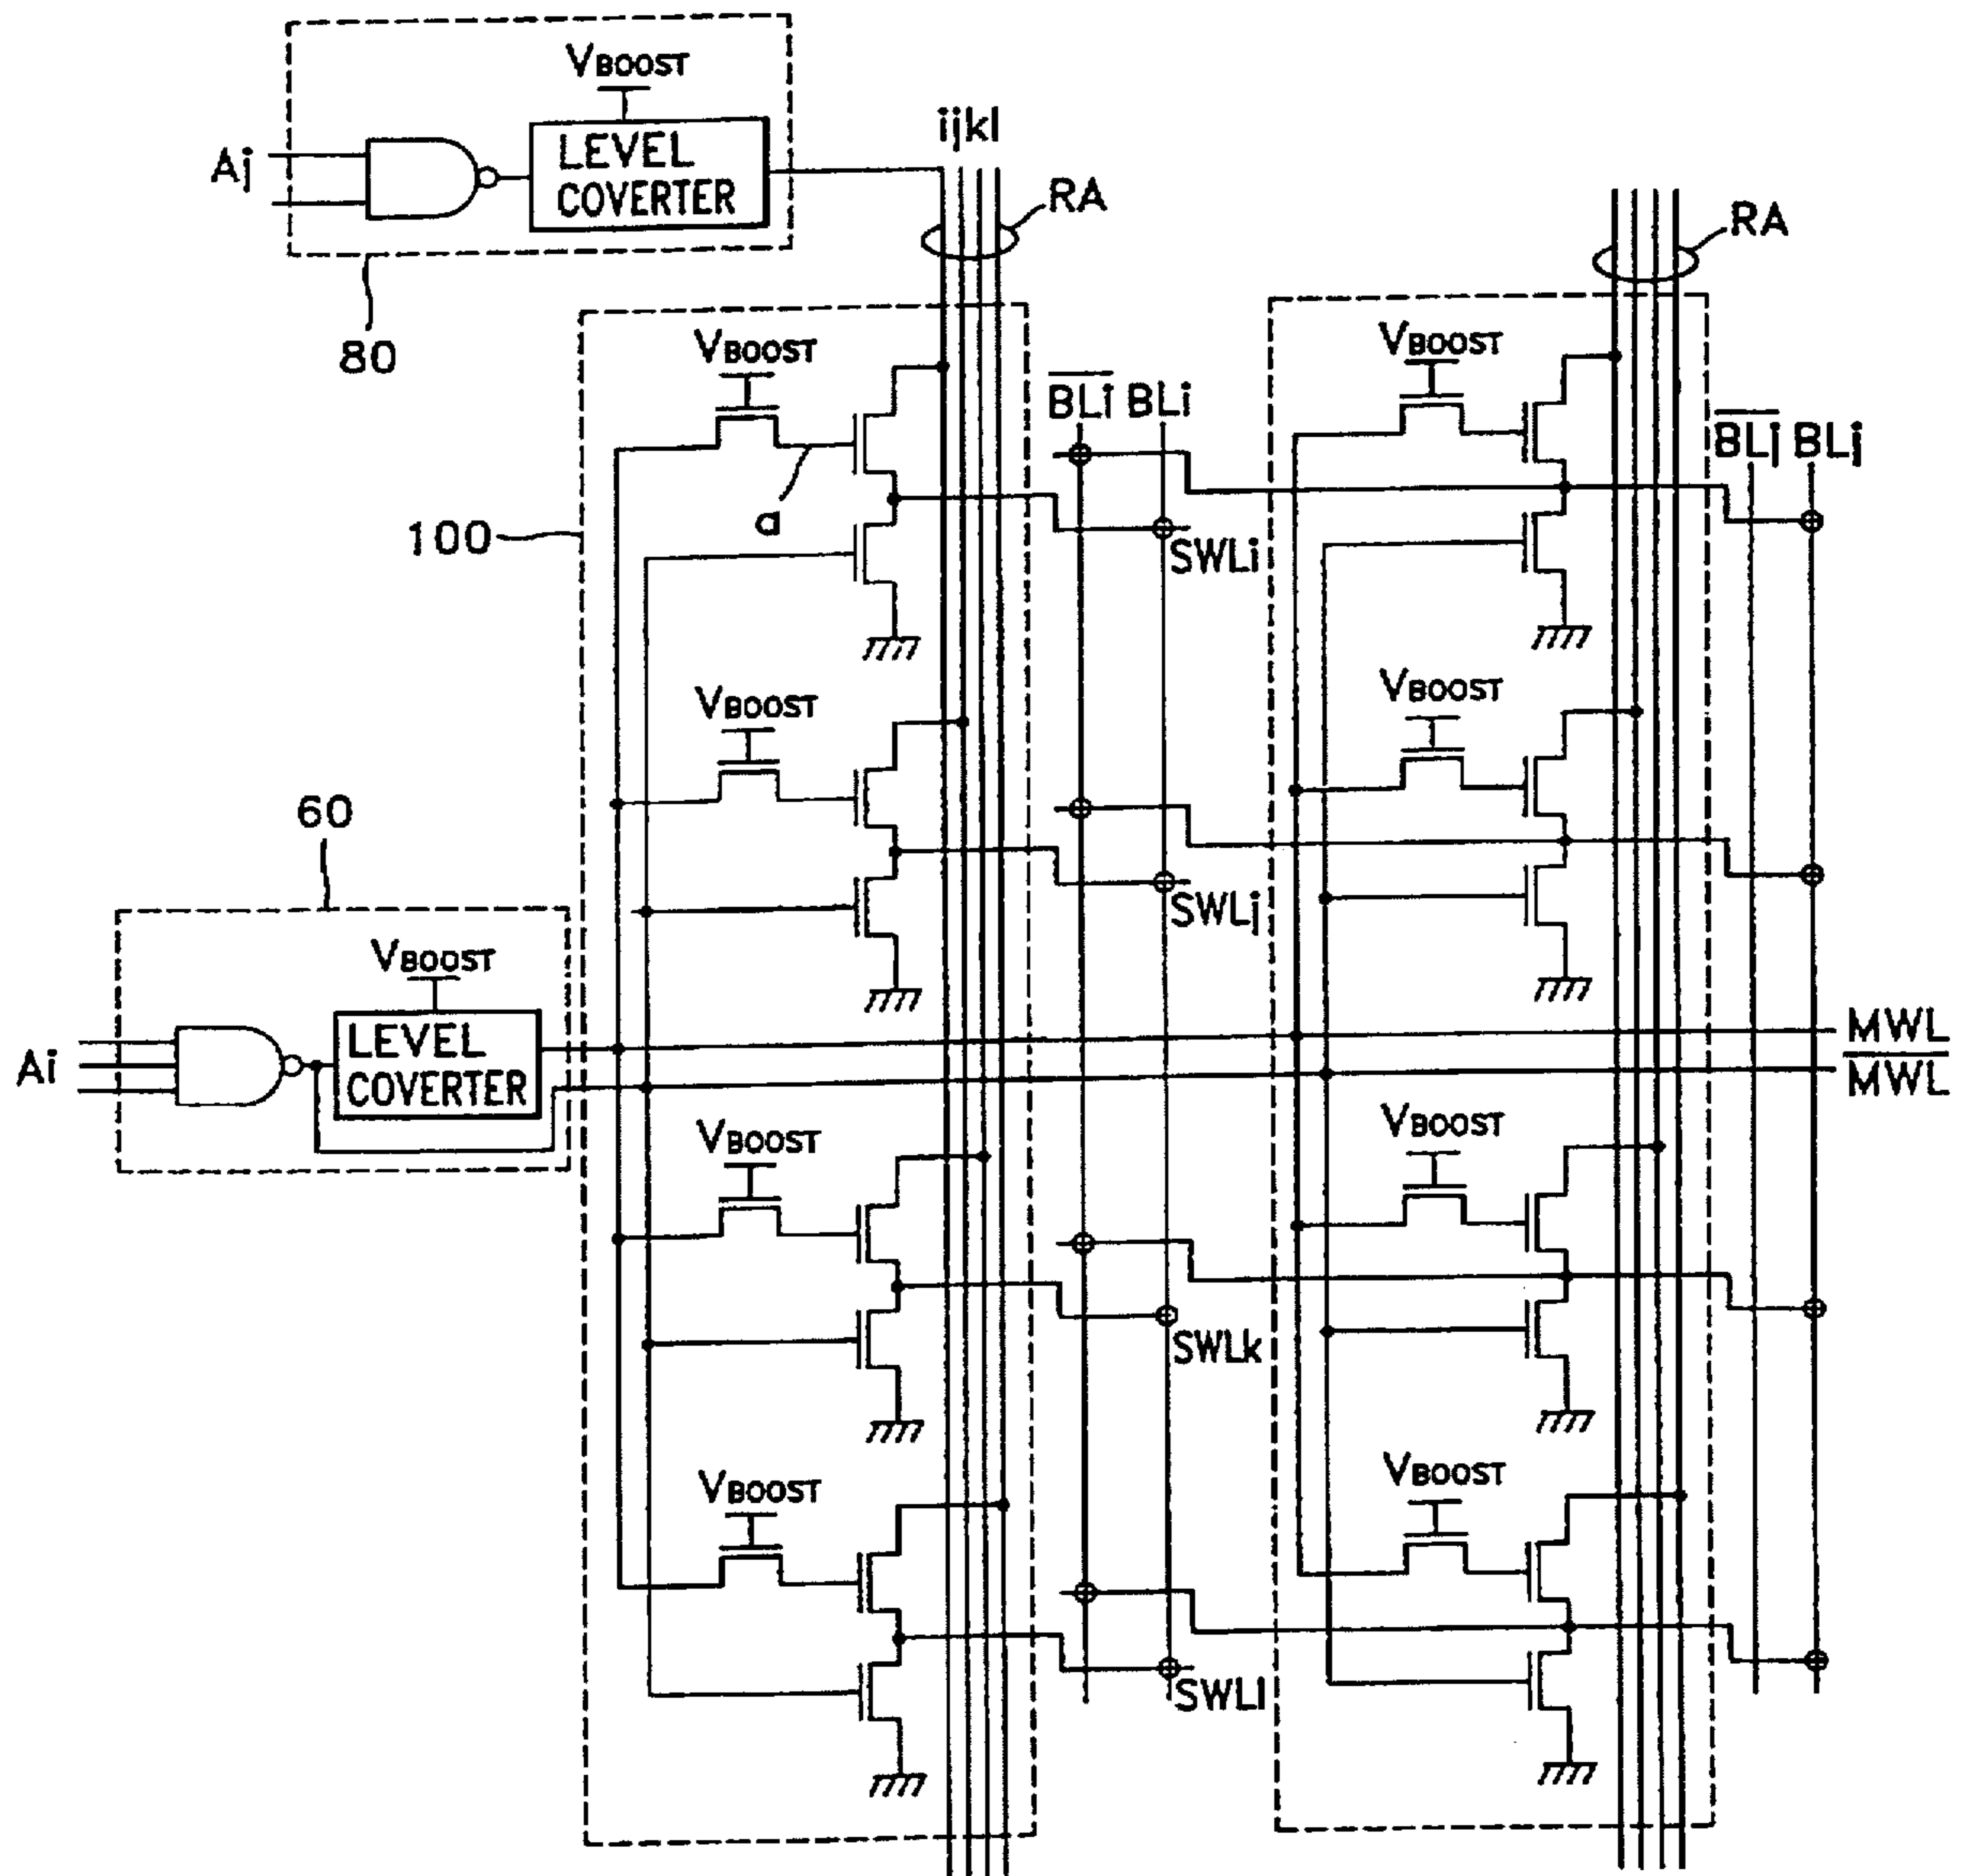 VBOOST
Aj
LEVEL
COVERTER
80
ijkl
RA
RA
100
VBOOST
a
BLi BLi
SWLi
VBOOST
BLj BLj
VBOOST
SWLj
VBOOST
60
Ai
VBOOST
LEVEL
COVERTER
MWL
MWL
VBOOST
SWLk
VBOOST
VBOOST
SWLl
VBOOST